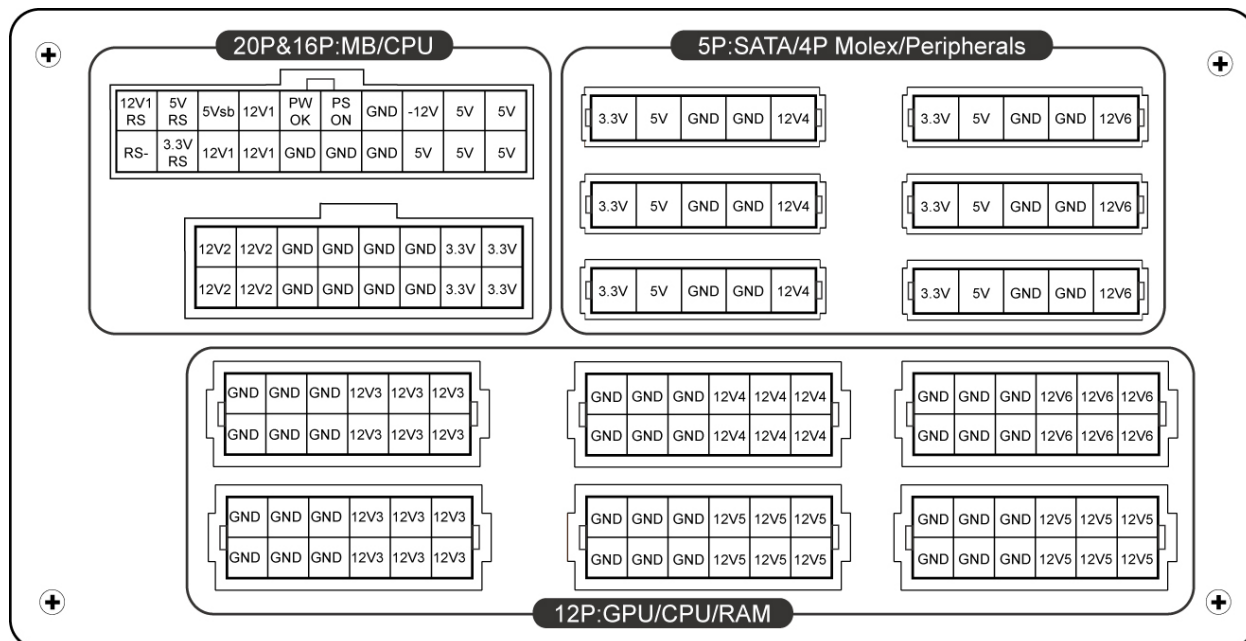 20P&16P:MB/CPU
12V1 RS 5V RS 5Vsb 12V1 PW OK PS ON GND -12V 5V 5V
RS- 3.3V RS 12V1 12V1 GND GND GND 5V 5V 5V
12V2 12V2 GND GND GND GND 3.3V 3.3V
12V2 12V2 GND GND GND GND 3.3V 3.3V
5P:SATA/4P Molex/Peripherals
3.3V 5V GND GND 12V4
3.3V 5V GND GND 12V6
3.3V 5V GND GND 12V4
3.3V 5V GND GND 12V6
3.3V 5V GND GND 12V4
3.3V 5V GND GND 12V6
GND GND GND 12V3 12V3 12V3
GND GND GND 12V3 12V3 12V3
GND GND GND 12V4 12V4 12V4
GND GND GND 12V4 12V4 12V4
GND GND GND 12V6 12V6 12V6
GND GND GND 12V6 12V6 12V6
GND GND GND 12V3 12V3 12V3
GND GND GND 12V3 12V3 12V3
GND GND GND 12V5 12V5 12V5
GND GND GND 12V5 12V5 12V5
GND GND GND 12V5 12V5 12V5
GND GND GND 12V5 12V5 12V5
12P:GPU/CPU/RAM